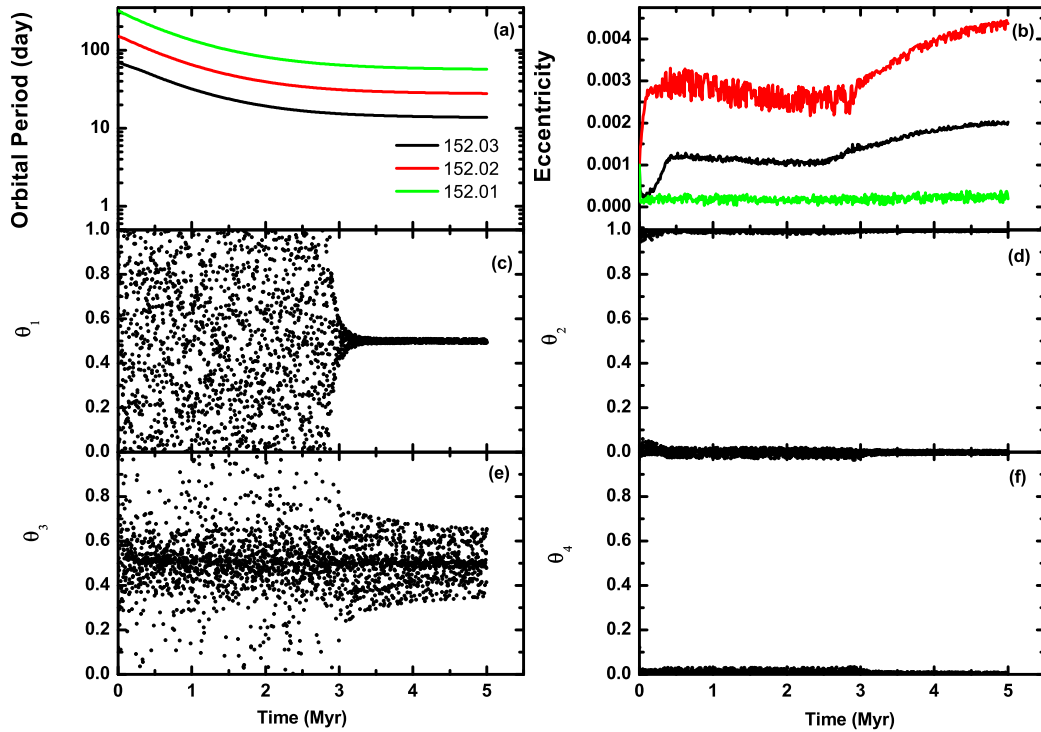 Orbital Period (day)
100
10
1
(a)
152.03
152.02
152.01
Eccentricity
0.004
0.003
0.002
0.001
0.000
(b)
θ1
1.0
0.8
0.6
0.4
0.2
0.0
(c)
θ2
1.0
0.8
0.6
0.4
0.2
0.0
(d)
θ3
0.8
0.6
0.4
0.2
0.0
(e)
0 1 2 3 4 5
Time (Myr)
θ4
0.8
0.6
0.4
0.2
0.0
(f)
0 1 2 3 4 5
Time (Myr)